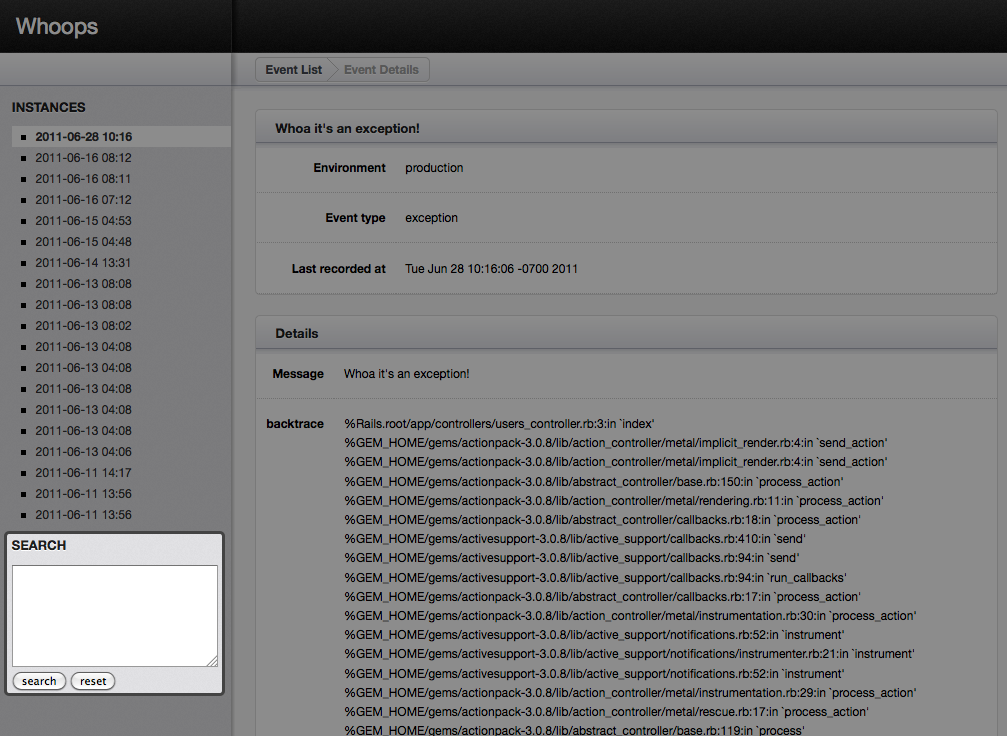 Whoops
Event List
Event Details
INSTANCES
2011-06-28 10:16
2011-06-16 08:12
2011-06-16 08:11
2011-06-16 07:12
2011-06-15 04:53
2011-06-15 04:48
2011-06-14 13:31
2011-06-13 08:08
2011-06-13 08:08
2011-06-13 08:02
2011-06-13 04:08
2011-06-13 04:08
2011-06-13 04:08
2011-06-13 04:08
2011-06-13 04:08
2011-06-13 04:06
2011-06-11 14:17
2011-06-11 13:56
2011-06-11 13:56
SEARCH
search reset
Whoa it's an exception!
Environment production
Event type exception
Last recorded at Tue Jun 28 10:16:06 -0700 2011
Details
Message Whoa it's an exception!
backtrace %Rails.root/app/controllers/users_controller.rb:3:in `index'
%GEM_HOME/gems/actionpack-3.0.8/lib/action_controller/metal/implicit_render.rb:4:in `send_action'
%GEM_HOME/gems/actionpack-3.0.8/lib/action_controller/metal/implicit_render.rb:4:in `send_action'
%GEM_HOME/gems/actionpack-3.0.8/lib/abstract_controller/base.rb:150:in `process_action'
%GEM_HOME/gems/actionpack-3.0.8/lib/action_controller/metal/rendering.rb:11:in `process_action'
%GEM_HOME/gems/actionpack-3.0.8/lib/abstract_controller/callbacks.rb:18:in `process_action'
%GEM_HOME/gems/activesupport-3.0.8/lib/active_support/callbacks.rb:410:in `send'
%GEM_HOME/gems/activesupport-3.0.8/lib/active_support/callbacks.rb:94:in `send'
%GEM_HOME/gems/activesupport-3.0.8/lib/active_support/callbacks.rb:94:in `run_callbacks'
%GEM_HOME/gems/actionpack-3.0.8/lib/abstract_controller/callbacks.rb:17:in `process_action'
%GEM_HOME/gems/actionpack-3.0.8/lib/action_controller/metal/instrumentation.rb:30:in `process_action'
%GEM_HOME/gems/activesupport-3.0.8/lib/active_support/notifications.rb:52:in `instrument'
%GEM_HOME/gems/activesupport-3.0.8/lib/active_support/notifications/instrumenter.rb:21:in `instrument'
%GEM_HOME/gems/activesupport-3.0.8/lib/active_support/notifications.rb:52:in `instrument'
%GEM_HOME/gems/actionpack-3.0.8/lib/action_controller/metal/instrumentation.rb:29:in `process_action'
%GEM_HOME/gems/actionpack-3.0.8/lib/action_controller/metal/rescue.rb:17:in `process_action'
%GEM_HOME/gems/actionpack-3.0.8/lib/abstract_controller/base.rb:119:in `process'